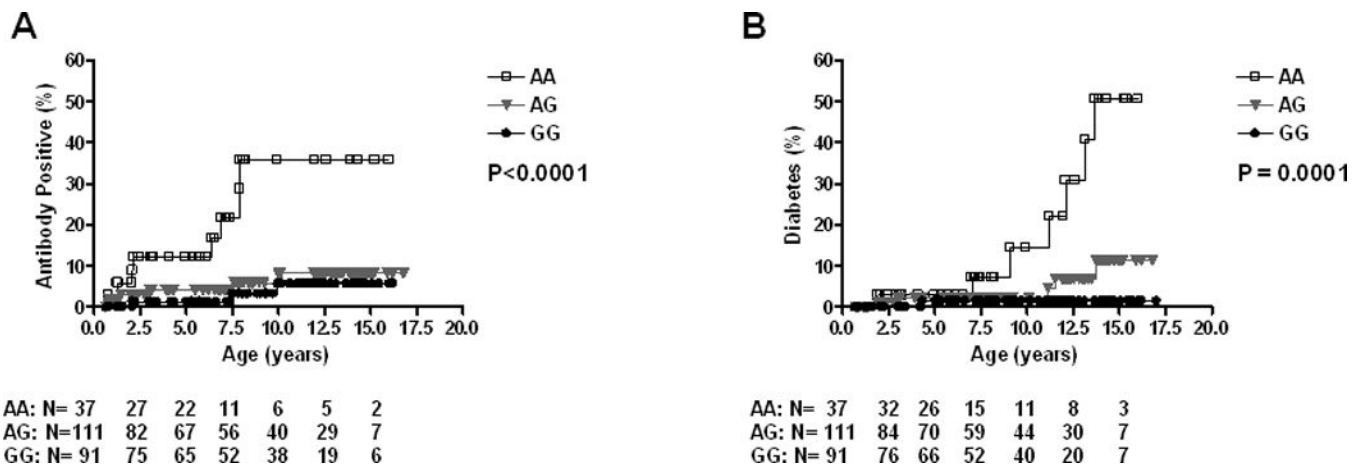 A
60
50
40
30
20
10
0
Antibody Positive (%)
0.0 2.5 5.0 7.5 10.0 12.5 15.0 17.5 20.0
Age (years)
AA
AG
GG
P<0.0001
AA: N= 37 27 22 11 6 5 2
AG: N=111 82 67 56 40 29 7
GG: N= 91 75 65 52 38 19 6
B
60
50
40
30
20
10
0
Diabetes (%)
0.0 2.5 5.0 7.5 10.0 12.5 15.0 17.5 20.0
Age (years)
AA
AG
GG
P = 0.0001
AA: N= 37 32 26 15 11 8 3
AG: N= 111 84 70 59 44 30 7
GG: N= 91 76 66 52 40 20 7